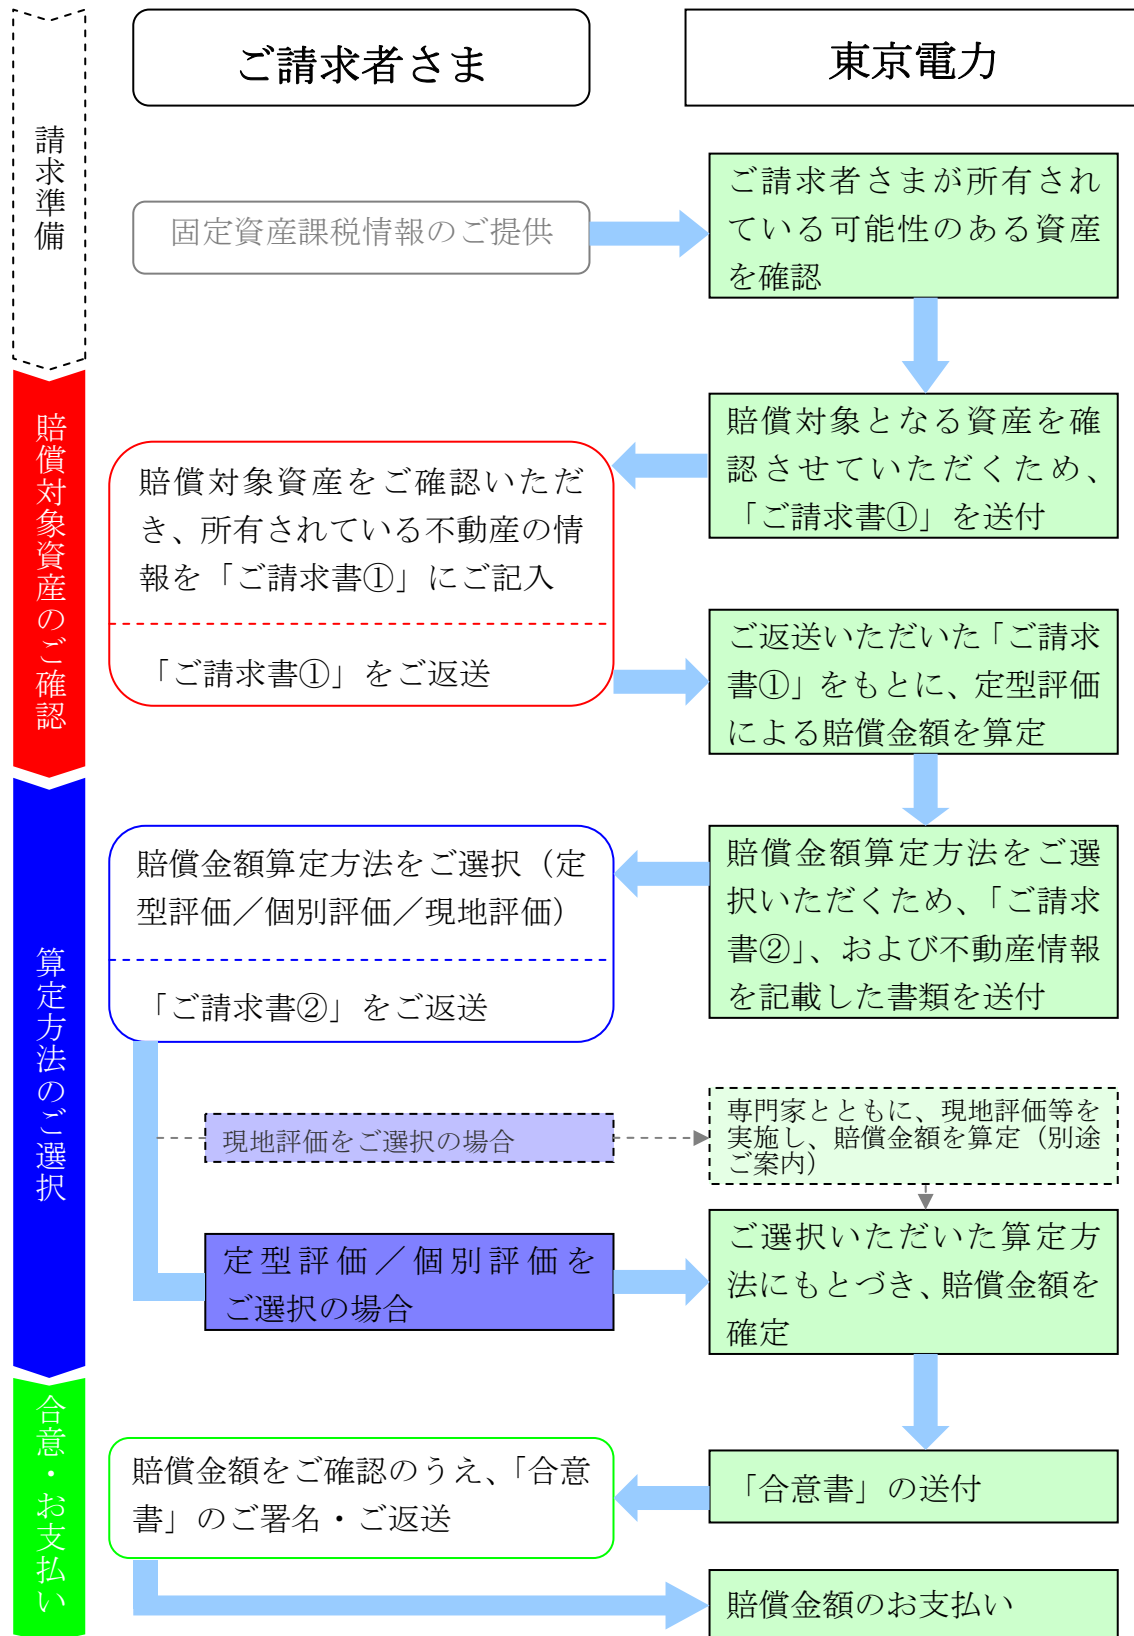 ご請求者さま
東京電力
請求準備
固定資産課税情報のご提供
ご請求者さまが所有され
ている可能性のある資産
を確認
賠償対象資産のご確認
賠償対象となる資産を確
認させていただくため、
「ご請求書①」を送付
賠償対象資産をご確認いただ
き、所有されている不動産の情
報を「ご請求書①」にご記入
「ご請求書①」をご返送
ご返送いただいた「ご請求
書①」をもとに、定型評価
による賠償金額を算定
算定方法のご選択
賠償金額算定方法をご選
択いただくため、「ご請求
書②」、および不動産情報
を記載した書類を送付
賠償金額算定方法をご選択（定
型評価／個別評価／現地評価）
「ご請求書②」をご返送
現地評価をご選択の場合
専門家とともに、現地評価等を
実施し、賠償金額を算定（別途
ご案内）
定型評価／個別評価を
ご選択の場合
ご選択いただいた算定方
法にもとづき、賠償金額を
確定
合意・お支払い
「合意書」の送付
賠償金額をご確認のうえ、「合意
書」のご署名・ご返送
賠償金額のお支払い